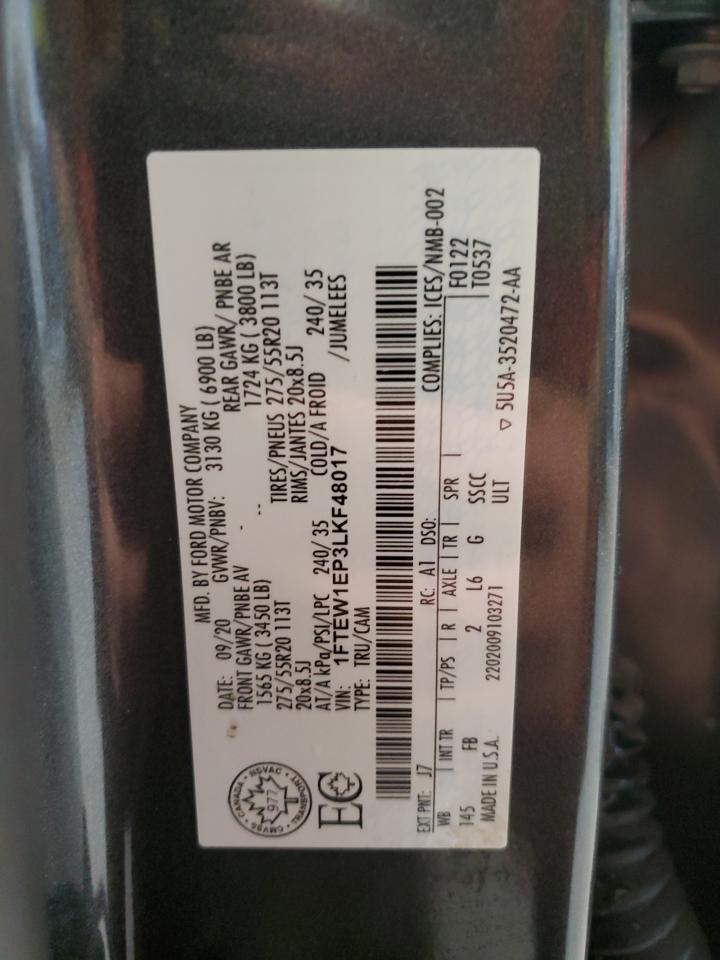 MFD. BY FORD MOTOR COMPANY
DATE: 09/20 GVWR/PNBV: 3130 KG ( 6900 LB)
FRONT GAWR/PNBE AV - REAR GAWR/ PNBE AR
1565 KG ( 3450 LB) -- 1724 KG ( 3800 LB)
275/55R20 113T TIRES/PNEUS 275/55R20 113T
20x8.5J RIMS/JANTES 20x8.5J
AT/A kPa/PSI/LPC 240/ 35 COLD/A FROID 240/ 35
VIN: 1FTEW1EP3LKF48017 /JUMELEES
TYPE: TRU/CAM
CANADA • NSVAC • TRANSPORT • CMVSS •
977
EC
EXT PNT: J7 RC: A1 DSO: COMPLIES: ICES/NMB-002
WB INT TR TP/PS R AXLE TR SPR F0122
145 FB 2 L6 G SSCC T0537
MADE IN U.S.A. 2202009103271 ULT ▽ 5U5A-3520472-AA